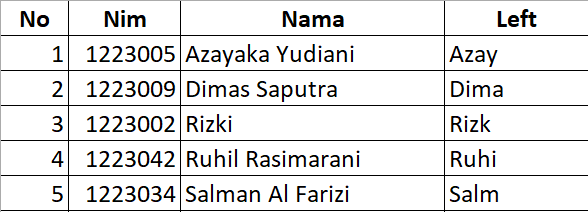 No Nim Nama Left
1 1223005 Azayaka Yudiani Azay
2 1223009 Dimas Saputra Dima
3 1223002 Rizki Rizk
4 1223042 Ruhil Rasimarani Ruhi
5 1223034 Salman Al Farizi Salm